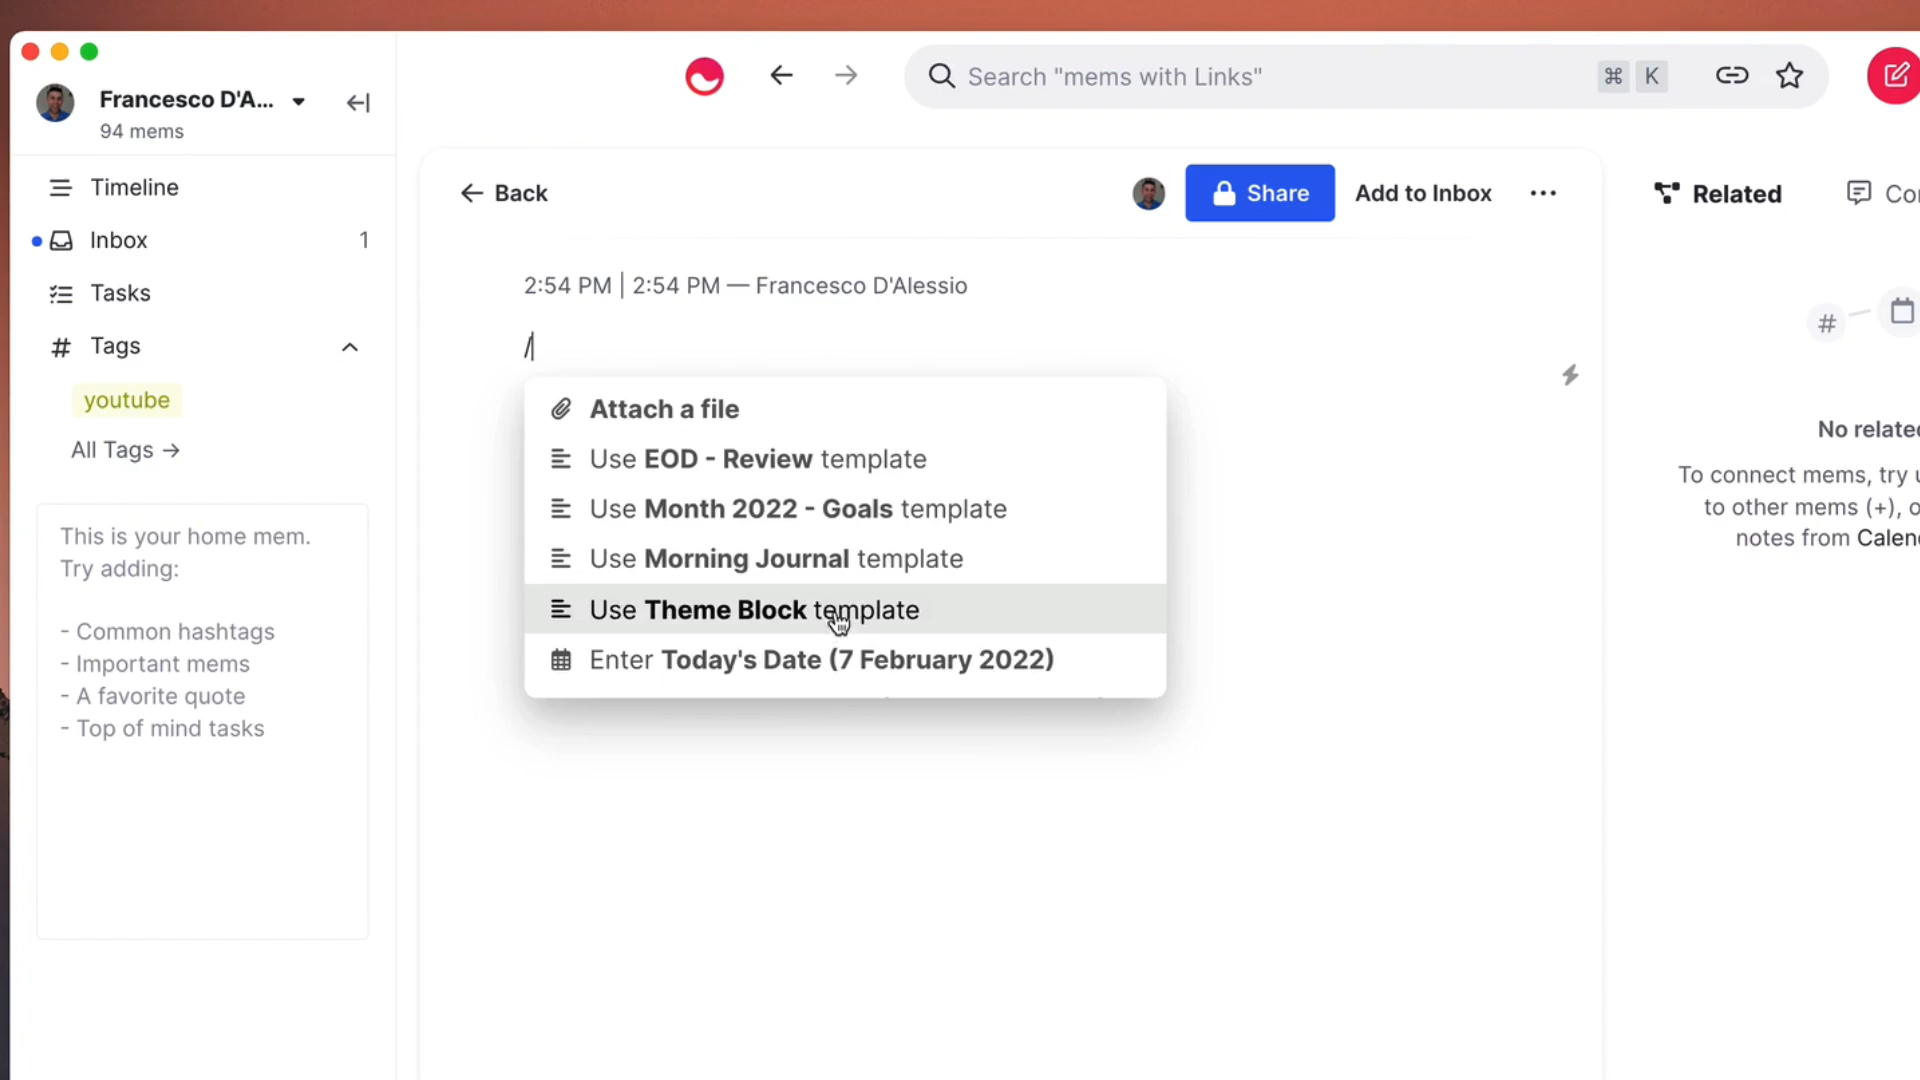 Francesco D'A...
94 mems
Search "mems with Links"
⌘ K
Timeline
Inbox 1
Tasks
# Tags
youtube
All Tags →
This is your home mem.
Try adding:
- Common hashtags
- Important mems
- A favorite quote
- Top of mind tasks
← Back
Share
Add to Inbox
...
2:54 PM | 2:54 PM — Francesco D'Alessio
/
Attach a file
Use EOD - Review template
Use Month 2022 - Goals template
Use Morning Journal template
Use Theme Block template
Enter Today's Date (7 February 2022)
Related
#
No
To connect mems, try
to other mems (+),
notes from